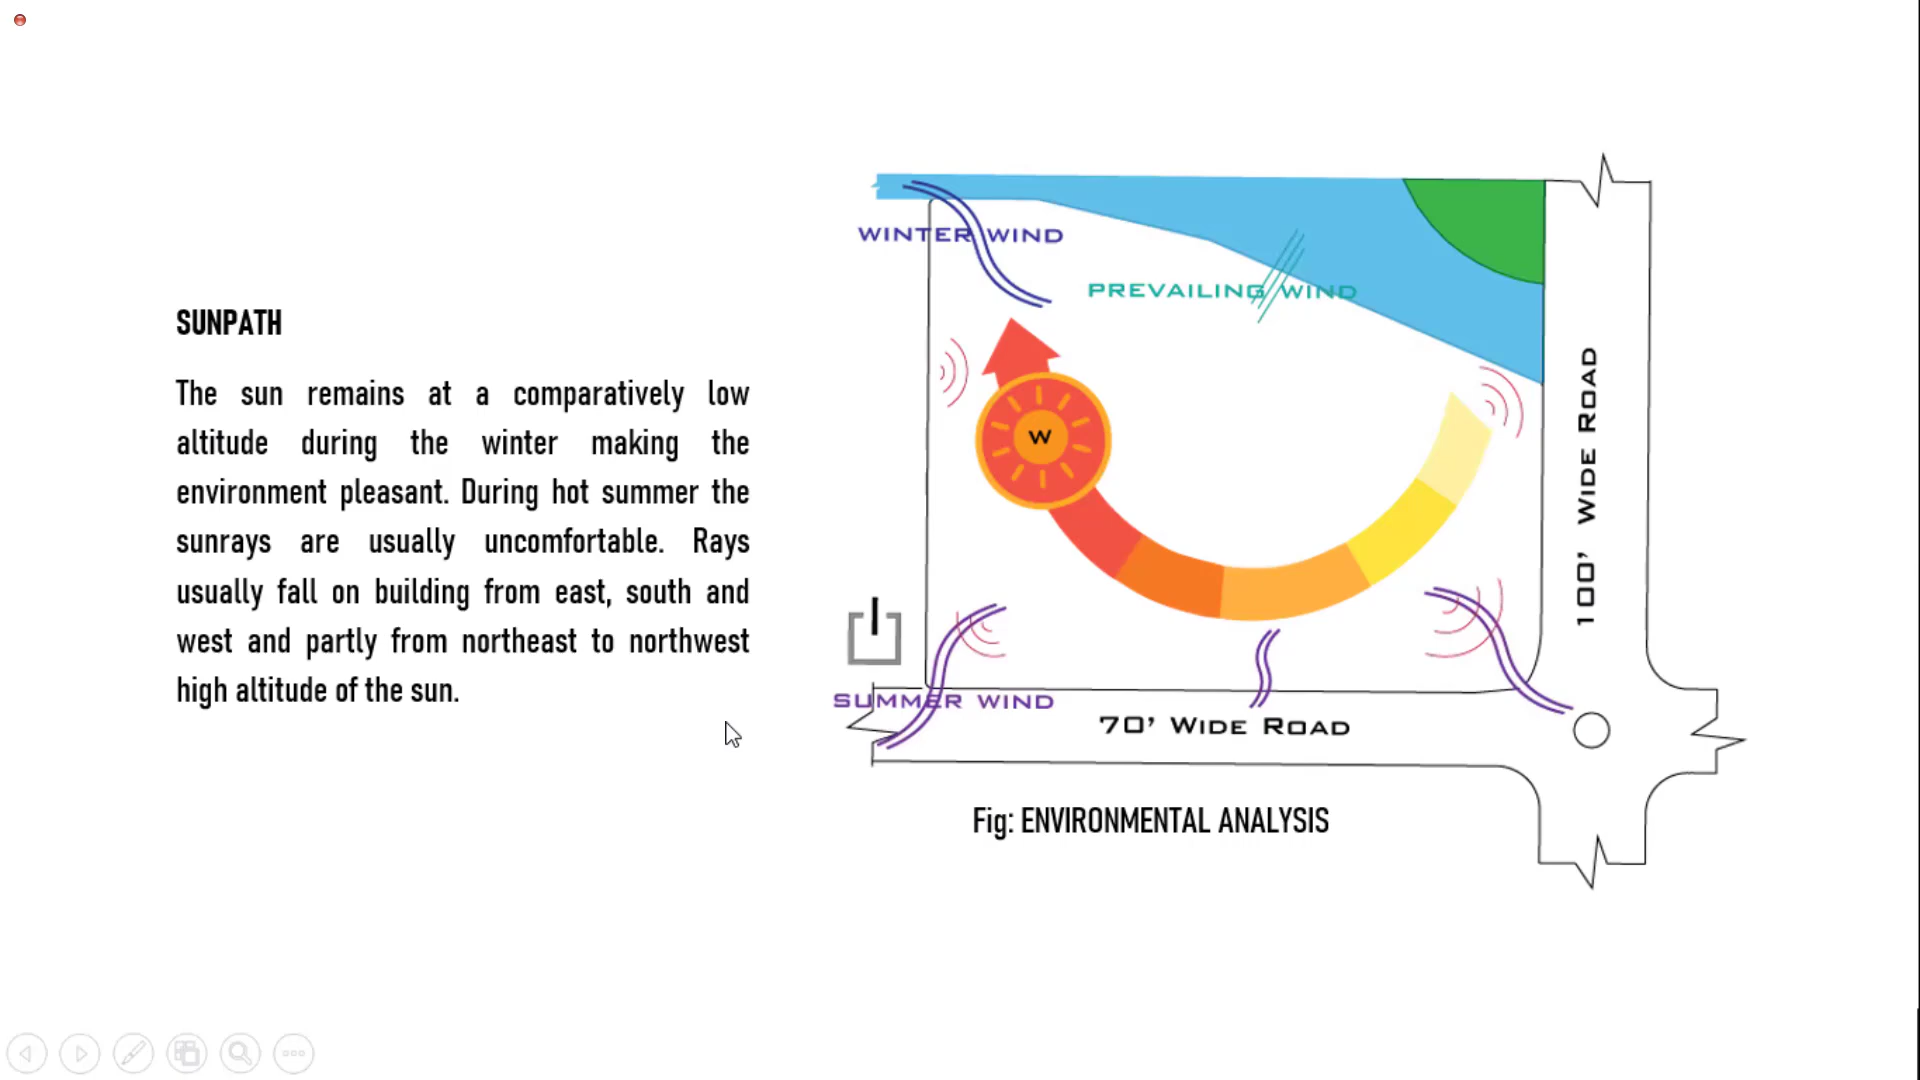 SUNPATH
The sun remains at a comparatively low
altitude during the winter making the
environment pleasant. During hot summer the
sunrays are usually uncomfortable. Rays
usually fall on building from east, south and
west and partly from northeast to northwest
high altitude of the sun.
WINTER WIND
PREVAILING WIND
W
SUMMER WIND
70' WIDE ROAD
100' WIDE ROAD
Fig: ENVIRONMENTAL ANALYSIS